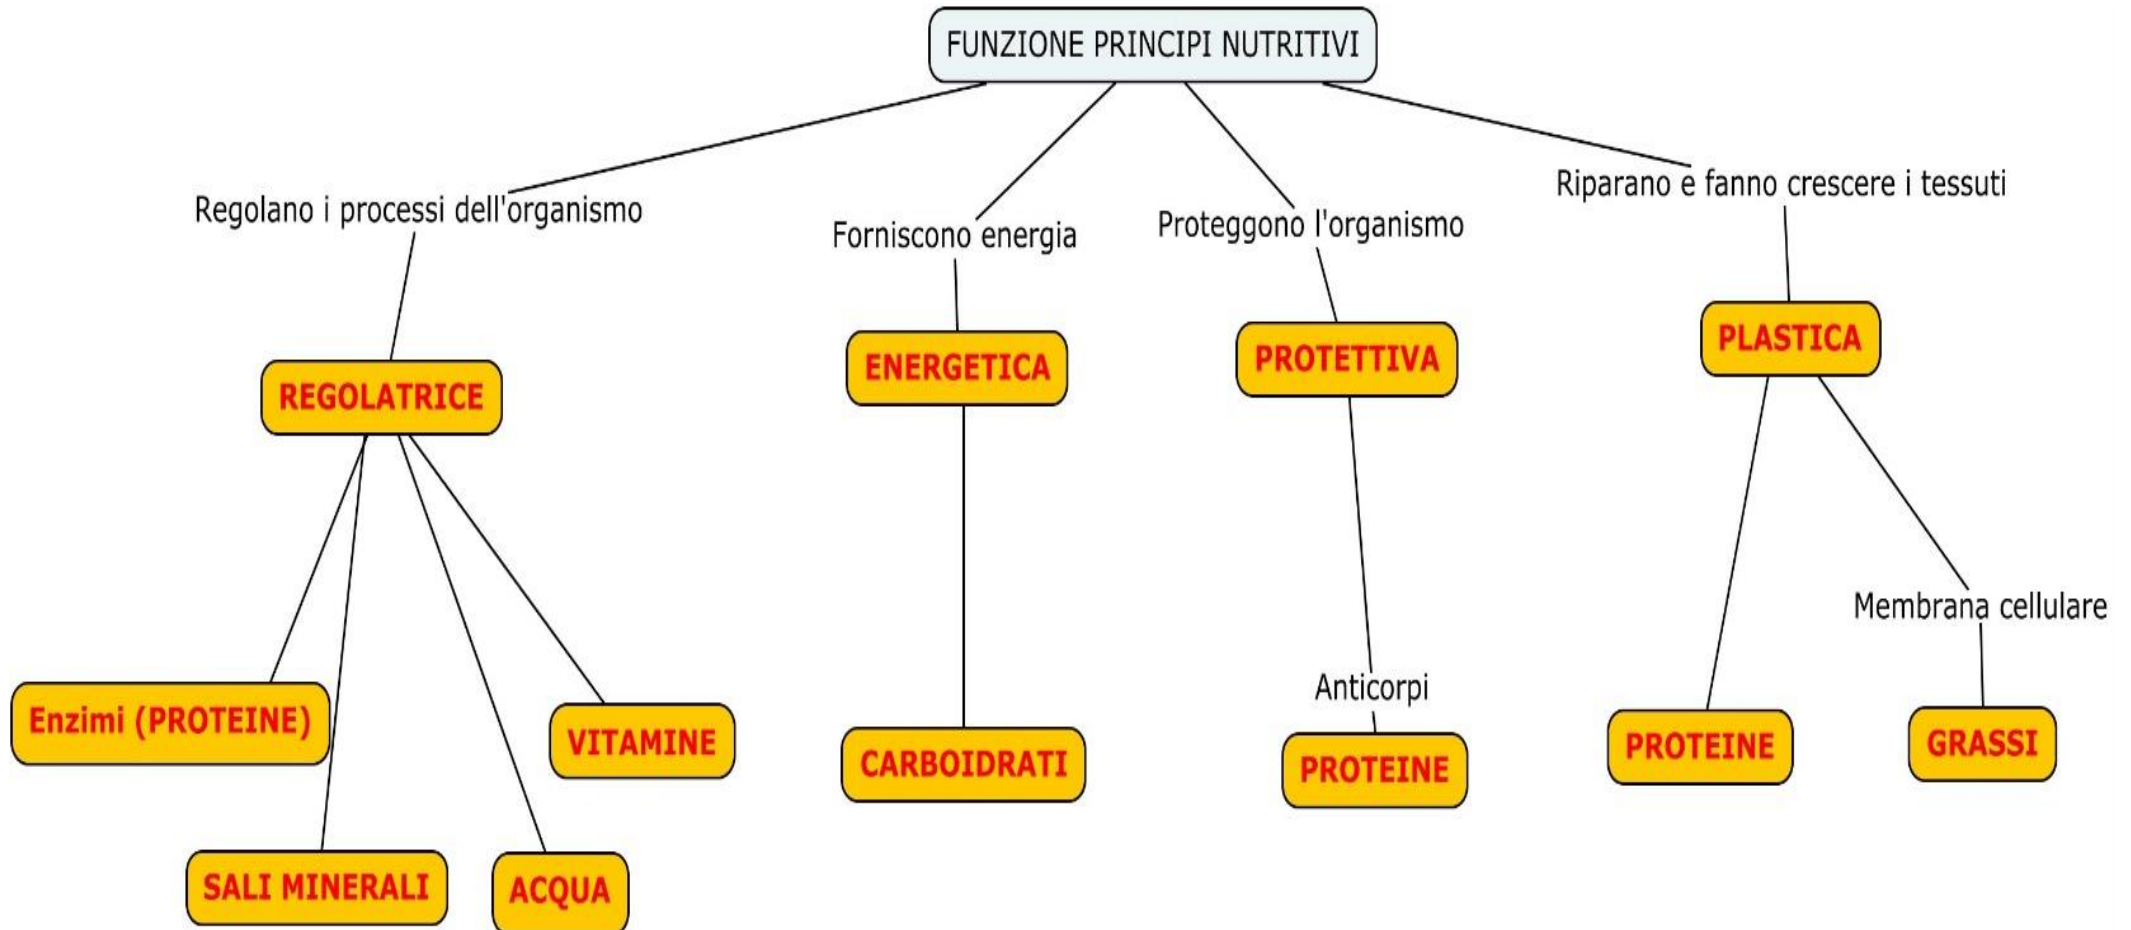 FUNZIONE PRINCIPI NUTRITIVI
Regolano i processi dell'organismo
Forniscono energia
Proteggono l'organismo
Riparano e fanno crescere i tessuti
REGOLATRICE
ENERGETICA
PROTETTIVA
PLASTICA
Membrana cellulare
Anticorpi
Enzimi (PROTEINE)
VITAMINE
CARBOIDRATI
PROTEINE
PROTEINE
GRASSI
SALI MINERALI
ACQUA